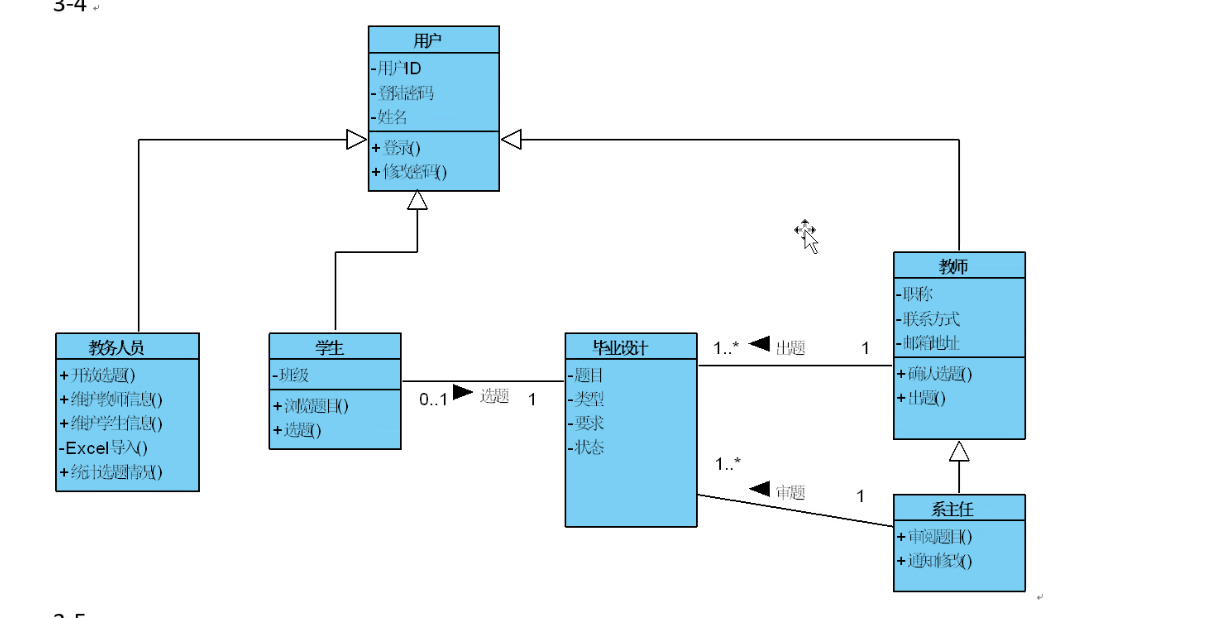 3-4
用户
-用户ID
-登陆密码
-姓名
+登录()
+修改密码()
教师
-职称
-联系方式
-邮箱地址
+确认选题()
+出题()
教务人员
+开放选题()
+维护教师信息()
+维护学生信息()
-Excel导入()
+统计选题情况()
学生
-班级
+浏览题目()
+选题()
0..1 选题 1
毕业设计
-题目
-类型
-要求
-状态
1..* 出题 1
1..*
审题 1
系主任
+审阅题目()
+通知修改()
3-5